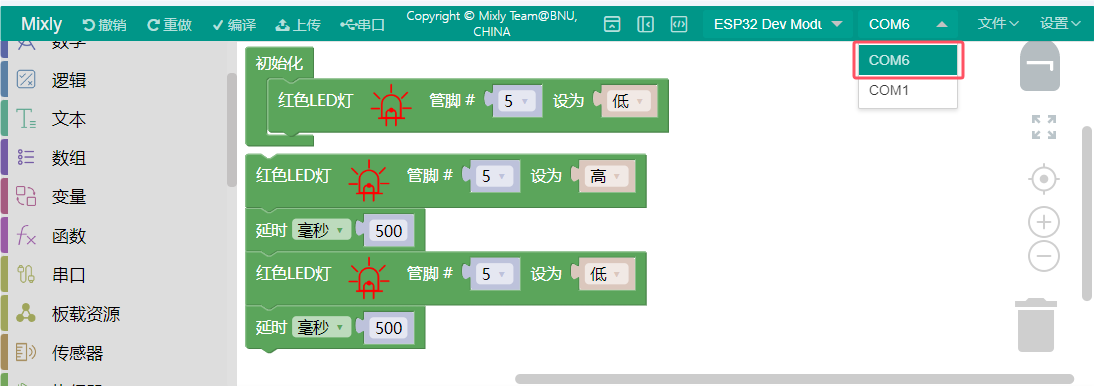 Mixly 撤销 重做 编译 上传 串口 Copyright © Mixly Team@BNU, CHINA ESP32 Dev Modu COM6 文件 设置
COM6
COM1
数字
逻辑
文本
数组
变量
函数
串口
板载资源
传感器
初始化
红色LED灯 管脚 # 5 设为 低
红色LED灯 管脚 # 5 设为 高
延时 毫秒 500
红色LED灯 管脚 # 5 设为 低
延时 毫秒 500